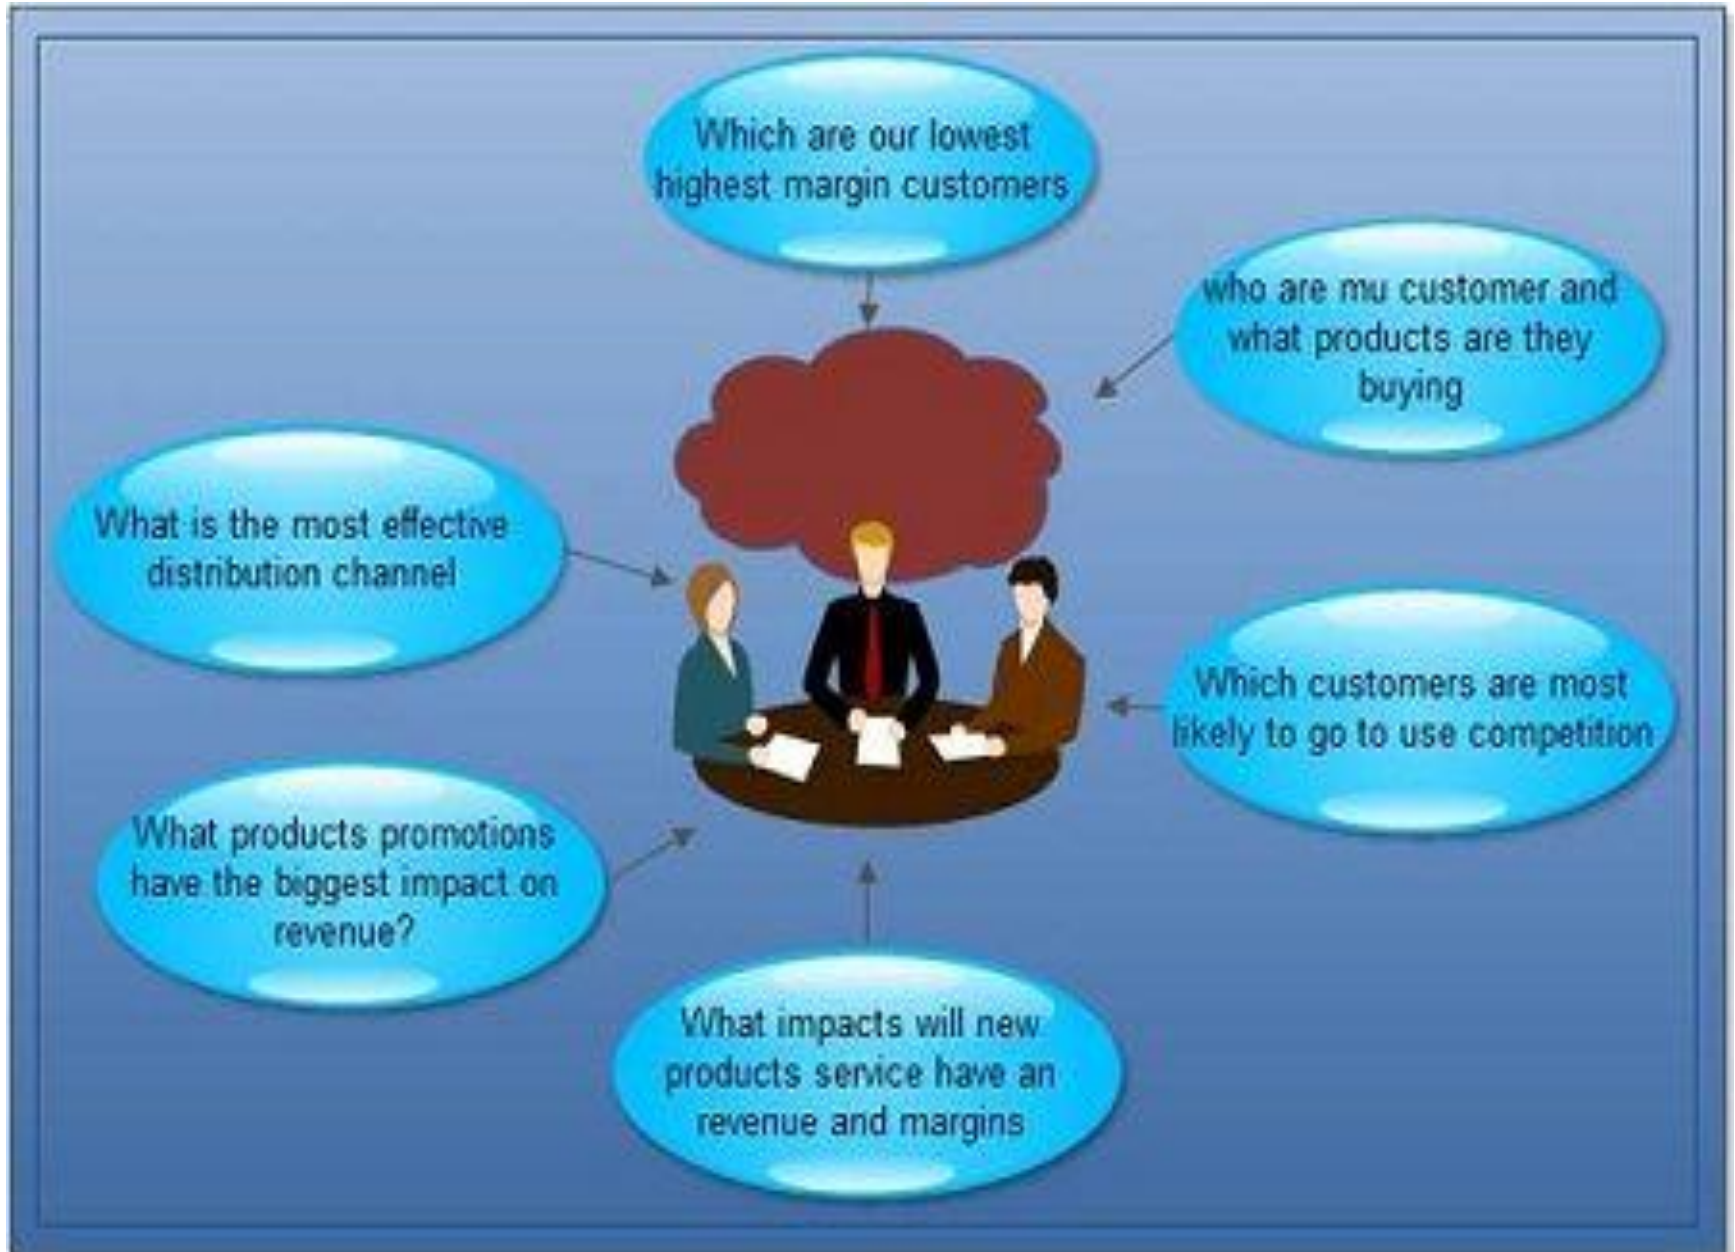 Which are our lowest
highest margin customers
who are mu customer and
what products are they
buying
What is the most effective
distribution channel
Which customers are most
likely to go to use competition
What products promotions
have the biggest impact on
revenue?
What impacts will new
products service have an
revenue and margins